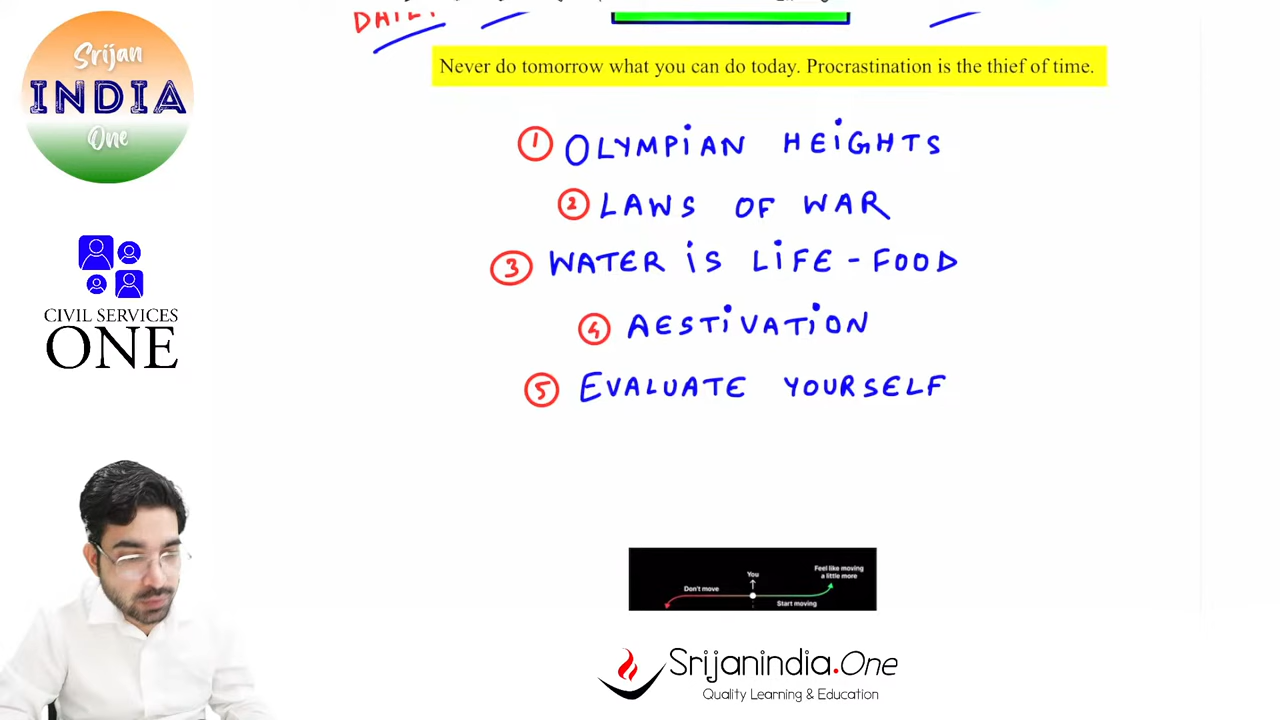 DAILY
Srijan
INDIA
One
Never do tomorrow what you can do today. Procrastination is the thief of time.
1 OLYMPiAN HEiGHTS
2 LAWS OF WAR
3 WATER iS LiFE - FOOD
4 AESTiVATiON
5 EVALUATE YOURSELF
CIVIL SERVICES
ONE
You
Feel like moving
a little more
Don't move
Start moving
Srijanindia.One
Quality Learning & Education